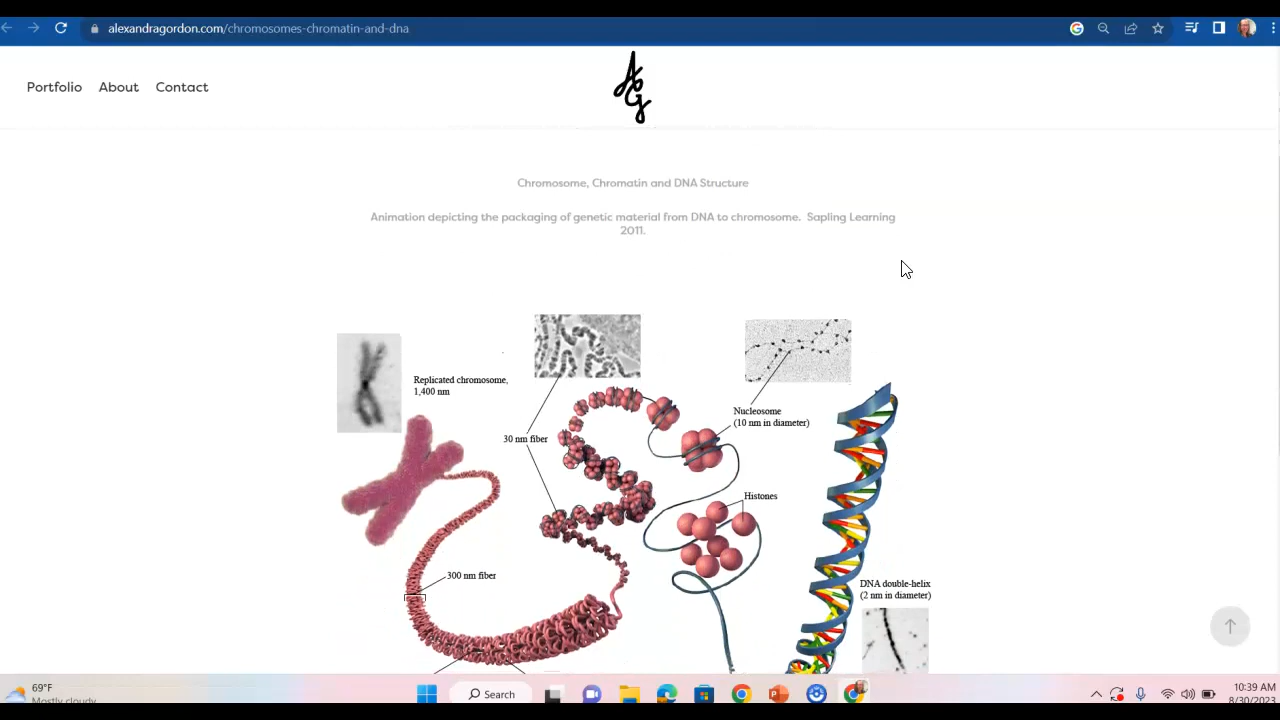 alexandragordon.com/chromosomes-chromatin-and-dna
Portfolio About Contact
AG
Chromosome, Chromatin and DNA Structure
Animation depicting the packaging of genetic material from DNA to chromosome. Sapling Learning
2011.
Replicated chromosome,
1,400 nm
30 nm fiber
Nucleosome
(10 nm in diameter)
Histones
300 nm fiber
DNA double-helix
(2 nm in diameter)
69°F
Mostly cloudy
Search
10:39 AM
8/30/2023